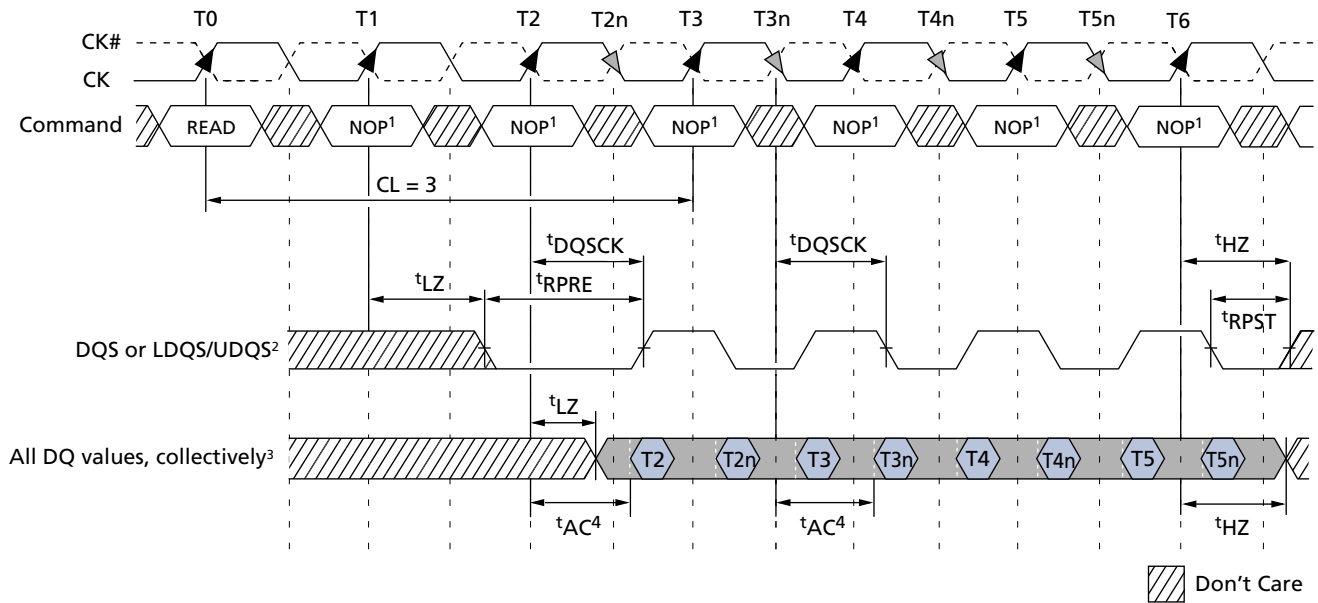 T0 T1 T2 T2n T3 T3n T4 T4n T5 T5n T6
CK#
CK
Command READ NOP¹ NOP¹ NOP¹ NOP¹ NOP¹ NOP¹
CL = 3
ᵗDQSCK ᵗDQSCK ᵗHZ
ᵗLZ ᵗRPRE
ᵗRPST
DQS or LDQS/UDQS²
ᵗLZ
All DQ values, collectively³ T2 T2n T3 T3n T4 T4n T5 T5n
ᵗAC⁴ ᵗAC⁴ ᵗHZ
Don't Care